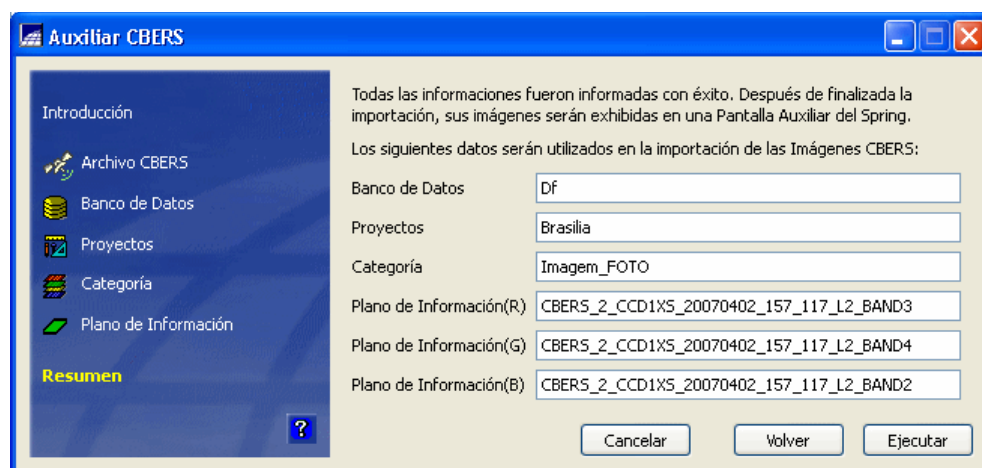 Auxiliar CBERS
Introducción
Archivo CBERS
Banco de Datos
Proyectos
Categoría
Plano de Información
Resumen
?
Todas las informaciones fueron informadas con éxito. Después de finalizada la
importación, sus imágenes serán exhibidas en una Pantalla Auxiliar del Spring.
Los siguientes datos serán utilizados en la importación de las Imágenes CBERS:
Banco de Datos Df
Proyectos Brasilia
Categoría Imagem_FOTO
Plano de Información(R) CBERS_2_CCD1XS_20070402_157_117_L2_BAND3
Plano de Información(G) CBERS_2_CCD1XS_20070402_157_117_L2_BAND4
Plano de Información(B) CBERS_2_CCD1XS_20070402_157_117_L2_BAND2
Cancelar Volver Ejecutar